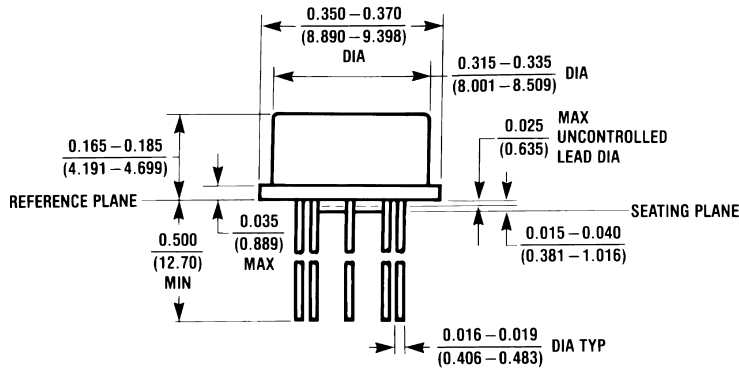 0.350 – 0.370
(8.890 – 9.398)
DIA
0.315 – 0.335
(8.001 – 8.509)
DIA
0.165 – 0.185
(4.191 – 4.699)
0.025
(0.635)
MAX
UNCONTROLLED
LEAD DIA
REFERENCE PLANE
SEATING PLANE
0.035
(0.889)
MAX
0.500
(12.70)
MIN
0.015 – 0.040
(0.381 – 1.016)
0.016 – 0.019
(0.406 – 0.483)
DIA TYP